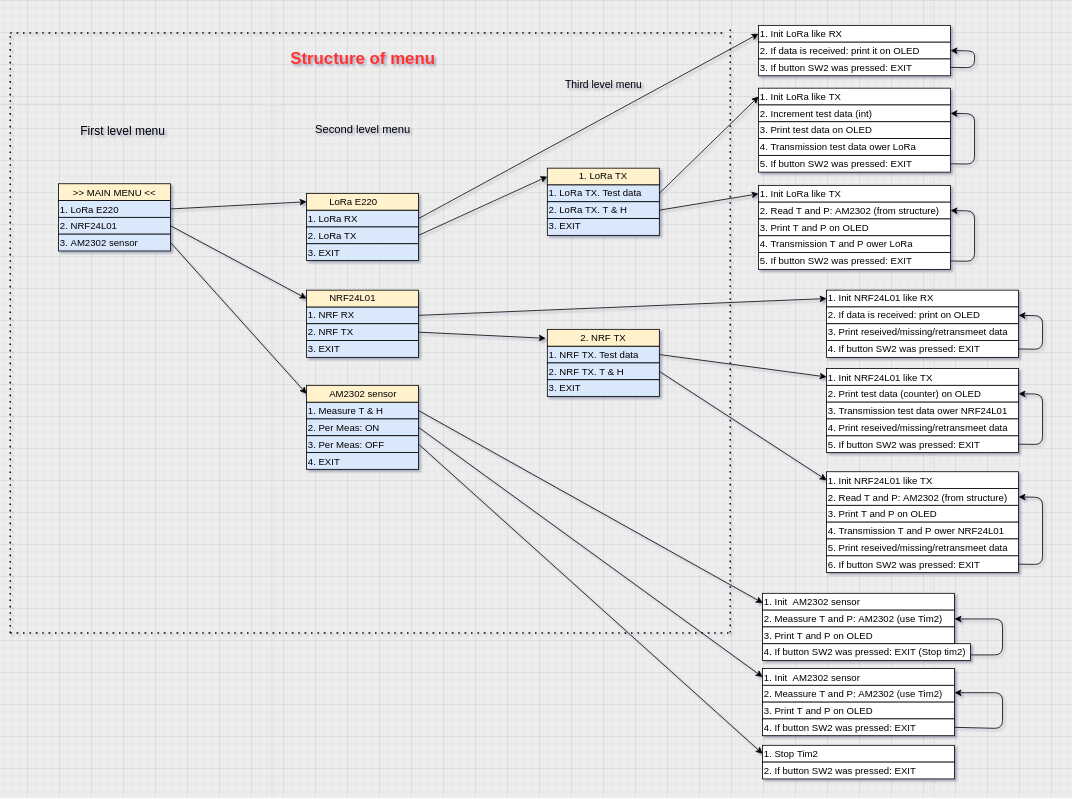 Structure of menu
First level menu
Second level menu
Third level menu
>> MAIN MENU <<
1. LoRa E220
2. NRF24L01
3. AM2302 sensor
LoRa E220
1. LoRa RX
2. LoRa TX
3. EXIT
NRF24L01
1. NRF RX
2. NRF TX
3. EXIT
AM2302 sensor
1. Measure T & H
2. Per Meas: ON
3. Per Meas: OFF
4. EXIT
1. LoRa TX
1. LoRa TX. Test data
2. LoRa TX. T & H
3. EXIT
2. NRF TX
1. NRF TX. Test data
2. NRF TX. T & H
3. EXIT
1. Init LoRa like RX
2. If data is received: print it on OLED
3. If button SW2 was pressed: EXIT
1. Init LoRa like TX
2. Increment test data (int)
3. Print test data on OLED
4. Transmission test data ower LoRa
5. If button SW2 was pressed: EXIT
1. Init LoRa like TX
2. Read T and P: AM2302 (from structure)
3. Print T and P on OLED
4. Transmission T and P ower LoRa
5. If button SW2 was pressed: EXIT
1. Init NRF24L01 like RX
2. If data is received: print on OLED
3. Print reseived/missing/retransmeet data
4. If button SW2 was pressed: EXIT
1. Init NRF24L01 like TX
2. Print test data (counter) on OLED
3. Transmission test data ower NRF24L01
4. Print reseived/missing/retransmeet data
5. If button SW2 was pressed: EXIT
1. Init NRF24L01 like TX
2. Read T and P: AM2302 (from structure)
3. Print T and P on OLED
4. Transmission T and P ower NRF24L01
5. Print reseived/missing/retransmeet data
6. If button SW2 was pressed: EXIT
1. Init  AM2302 sensor
2. Meassure T and P: AM2302 (use Tim2)
3. Print T and P on OLED
4. If button SW2 was pressed: EXIT (Stop tim2)
1. Init  AM2302 sensor
2. Meassure T and P: AM2302 (use Tim2)
3. Print T and P on OLED
4. If button SW2 was pressed: EXIT
1. Stop Tim2
2. If button SW2 was pressed: EXIT